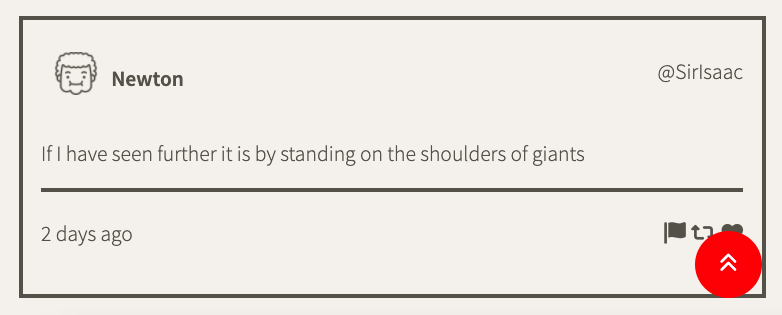 Newton
@SirIsaac
If I have seen further it is by standing on the shoulders of giants
2 days ago